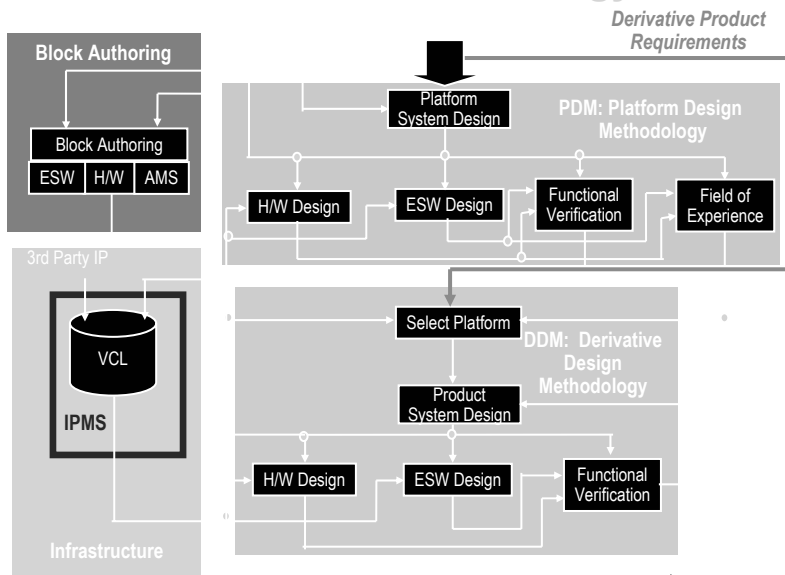 Derivative Product
Requirements
Block Authoring
Block Authoring
ESW H/W AMS
Platform
System Design
PDM: Platform Design
Methodology
H/W Design
ESW Design
Functional
Verification
Field of
Experience
3rd Party IP
VCL
IPMS
Infrastructure
Select Platform
DDM: Derivative
Design
Methodology
Product
System Design
H/W Design
ESW Design
Functional
Verification